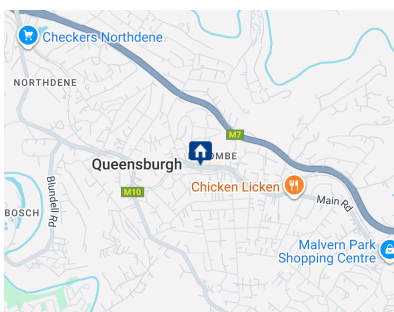 Checkers Northdene
NORTHDENE
M7
OMBE
Queensburgh
M10
Chicken Licken
Main Rd
Blundell Rd
BOSCH
Malvern Park
Shopping Centre